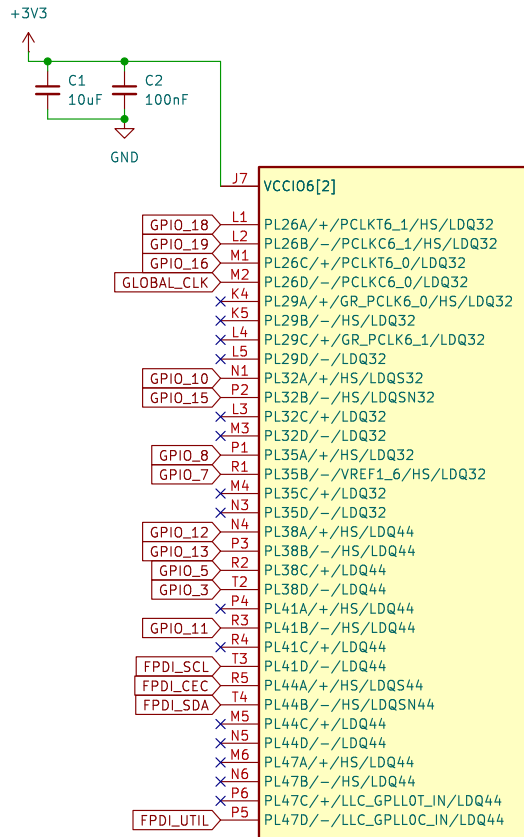 +3V3
C1
10uF
C2
100nF
GND
J7 VCCIO6[2]
GPIO_18 L1 PL26A/+/PCLKT6_1/HS/LDQ32
GPIO_19 L2 PL26B/-/PCLKC6_1/HS/LDQ32
GPIO_16 M1 PL26C/+/PCLKT6_0/LDQ32
GLOBAL_CLK M2 PL26D/-/PCLKC6_0/LDQ32
K4 PL29A/+/GR_PCLK6_0/HS/LDQ32
K5 PL29B/-/HS/LDQ32
L4 PL29C/+/GR_PCLK6_1/LDQ32
L5 PL29D/-/LDQ32
GPIO_10 N1 PL32A/+/HS/LDQS32
GPIO_15 P2 PL32B/-/HS/LDQSN32
L3 PL32C/+/LDQ32
M3 PL32D/-/LDQ32
GPIO_8 P1 PL35A/+/HS/LDQ32
GPIO_7 R1 PL35B/-/VREF1_6/HS/LDQ32
M4 PL35C/+/LDQ32
N3 PL35D/-/LDQ32
GPIO_12 N4 PL38A/+/HS/LDQ44
GPIO_13 P3 PL38B/-/HS/LDQ44
GPIO_5 R2 PL38C/+/LDQ44
GPIO_3 T2 PL38D/-/LDQ44
P4 PL41A/+/HS/LDQ44
GPIO_11 R3 PL41B/-/HS/LDQ44
R4 PL41C/+/LDQ44
FPDI_SCL T3 PL41D/-/LDQ44
FPDI_CEC R5 PL44A/+/HS/LDQS44
FPDI_SDA T4 PL44B/-/HS/LDQSN44
M5 PL44C/+/LDQ44
N5 PL44D/-/LDQ44
M6 PL47A/+/HS/LDQ44
N6 PL47B/-/HS/LDQ44
P6 PL47C/+/LLC_GPLL0T_IN/LDQ44
FPDI_UTIL P5 PL47D/-/LLC_GPLL0C_IN/LDQ44